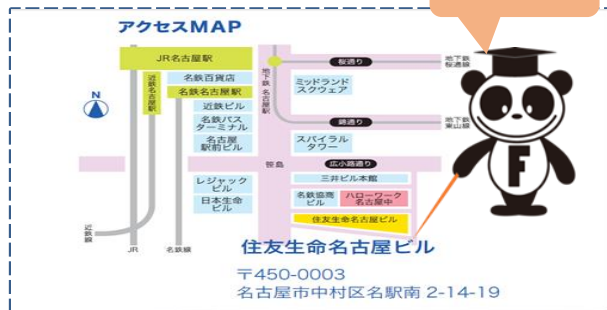 アクセスMAP
JR名古屋駅
近鉄名古屋駅
名鉄百貨店
名鉄名古屋駅
近鉄ビル
名鉄バス
ターミナル
名古屋
駅前ビル
レジャック
ビル
日本生命
ビル
地下鉄 名古屋駅
桜通り
地下鉄
桜通線
ミッドランド
スクウェア
錦通り
地下鉄
東山線
スパイラル
タワー
笹島
広小路通り
三井ビル本館
名鉄協商
ビル
ハローワーク
名古屋中
住友生命名古屋ビル
近鉄線
JR
名鉄線
N
F
住友生命名古屋ビル
〒450-0003
名古屋市中村区名駅南 2-14-19